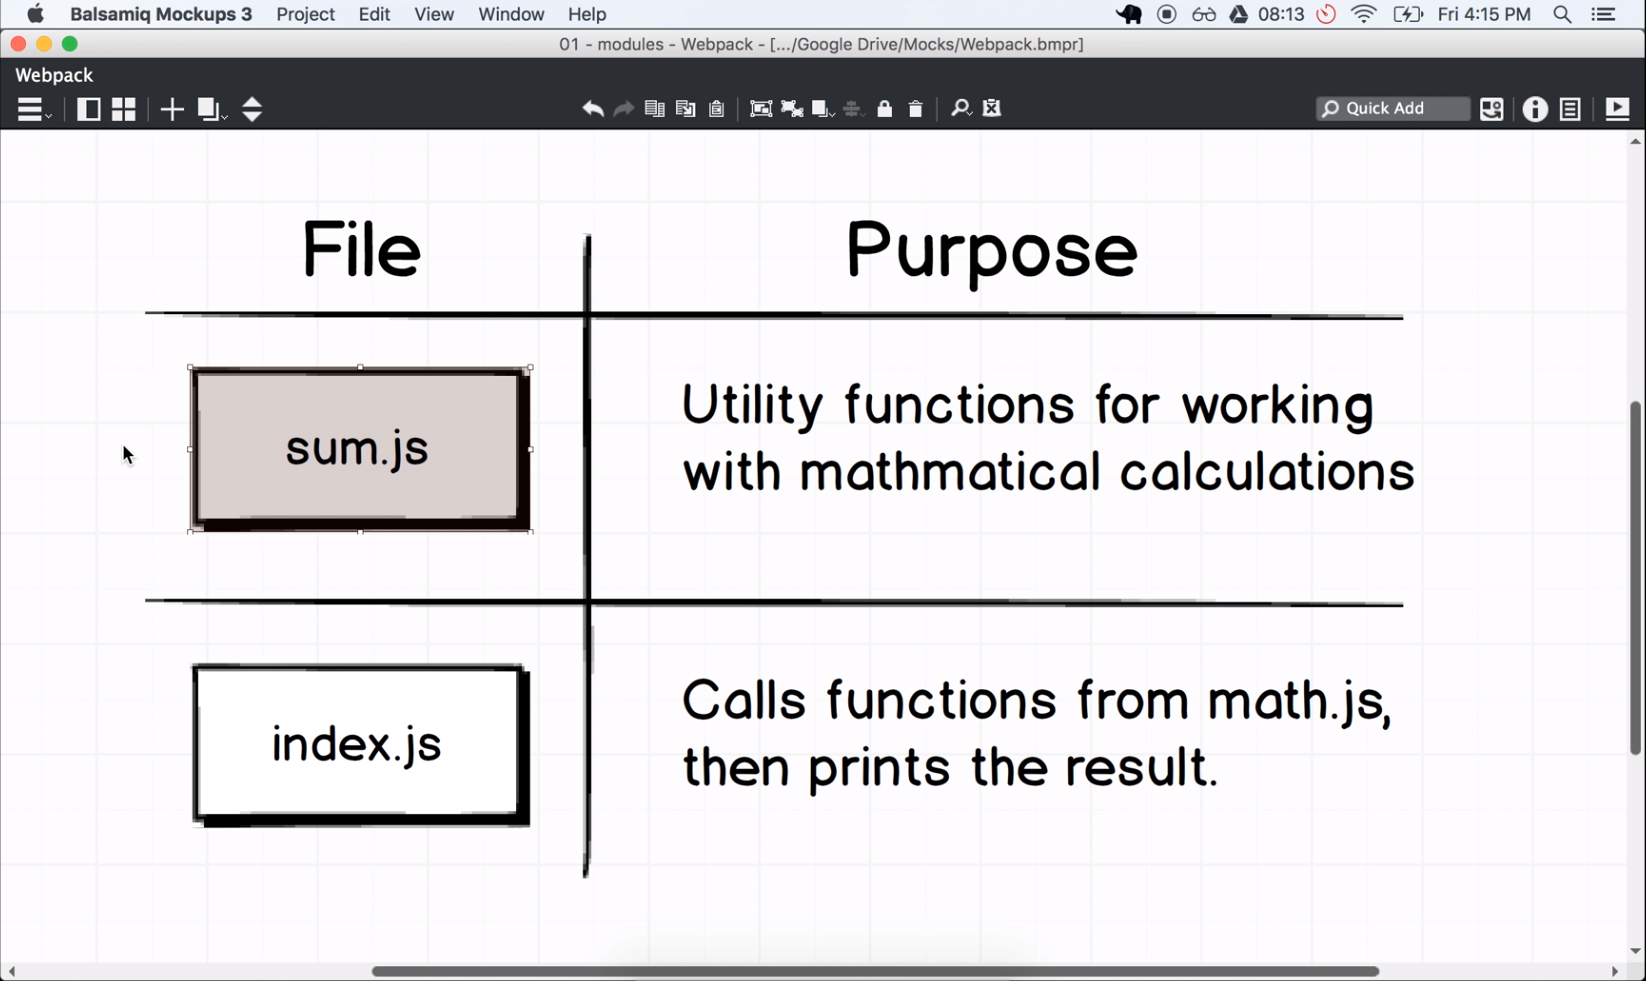 Balsamiq Mockups 3 Project Edit View Window Help 08:13 Fri 4:15 PM
01 - modules - Webpack - [.../Google Drive/Mocks/Webpack.bmpr]
Webpack
Quick Add
File
Purpose
sum.js
Utility functions for working
with mathmatical calculations
index.js
Calls functions from math.js,
then prints the result.